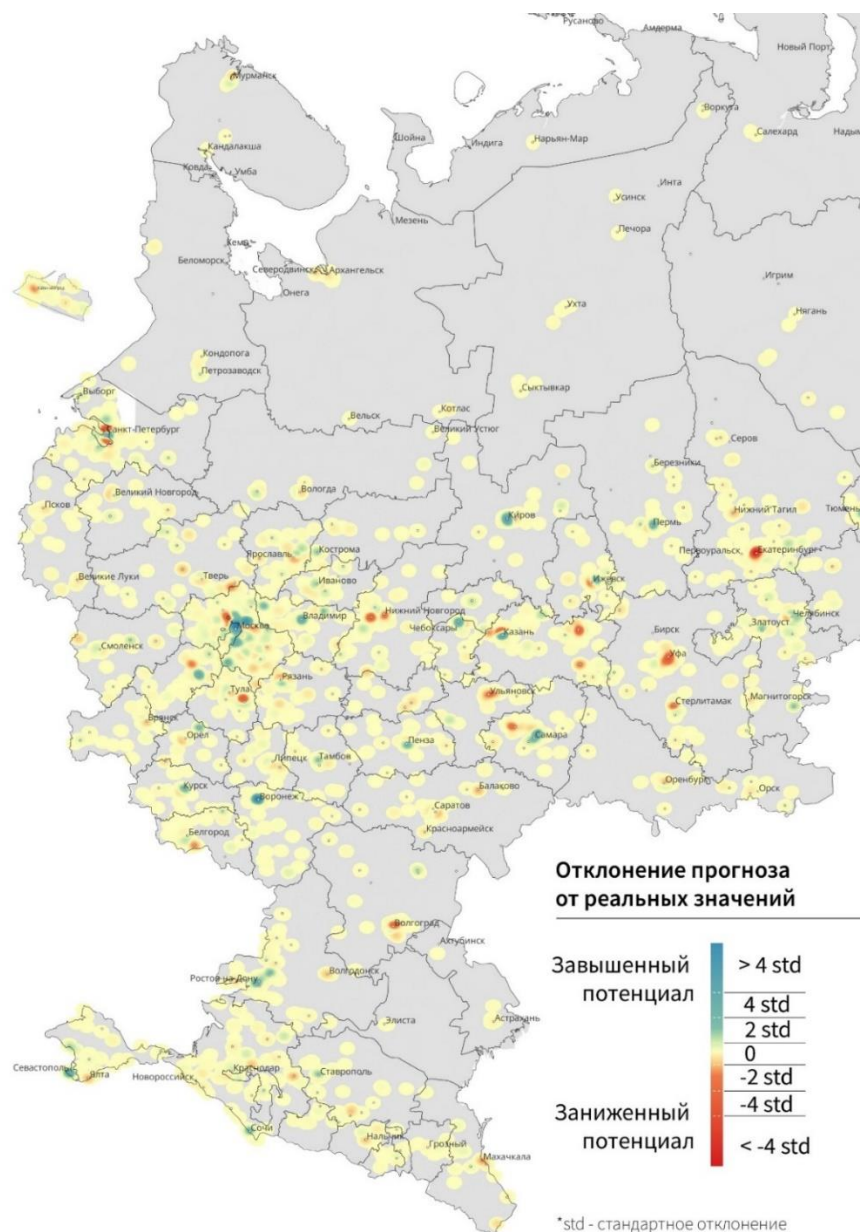 Русаново
Амдерма
Новый Порт
Мурманск
Воркута
Салехард
Надым
Шойна
Индига
Нарьян-Мар
Кандалакша
Ковда
Умба
Инта
Усинск
Мезень
Печора
Кемь
Беломорск
Северодвинск
Архангельск
Онега
Игрим
Ухта
Нягань
Кондопога
Петрозаводск
Сыктывкар
Выборг
Вельск
Котлас
Санкт-Петербург
Великий Устюг
Серов
Березники
Псков
Великий Новгород
Вологда
Киров
Пермь
Нижний Тагил
Тюмень
Ярославль
Кострома
Первоуральск
Екатеринбург
Великие Луки
Тверь
Иваново
Ижевск
Москва
Владимир
Нижний Новгород
Чебоксары
Казань
Бирск
Златоуст
Челябинск
Смоленск
Уфа
Рязань
Тула
Ульяновск
Стерлитамак
Магнитогорск
Брянск
Орёл
Пенза
Самара
Липецк
Тамбов
Курск
Воронеж
Балаково
Оренбург
Орск
Саратов
Белгород
Красноармейск
Волгоград
Ахтубинск
Ростов-на-Дону
Волгодонск
Элиста
Астрахань
Севастополь
Ялта
Новороссийск
Краснодар
Ставрополь
Сочи
Нальчик
Грозный
Махачкала
Отклонение прогноза
от реальных значений
Завышенный
потенциал
> 4 std
4 std
2 std
0
-2 std
-4 std
Заниженный
потенциал
< -4 std
*std - стандартное отклонение